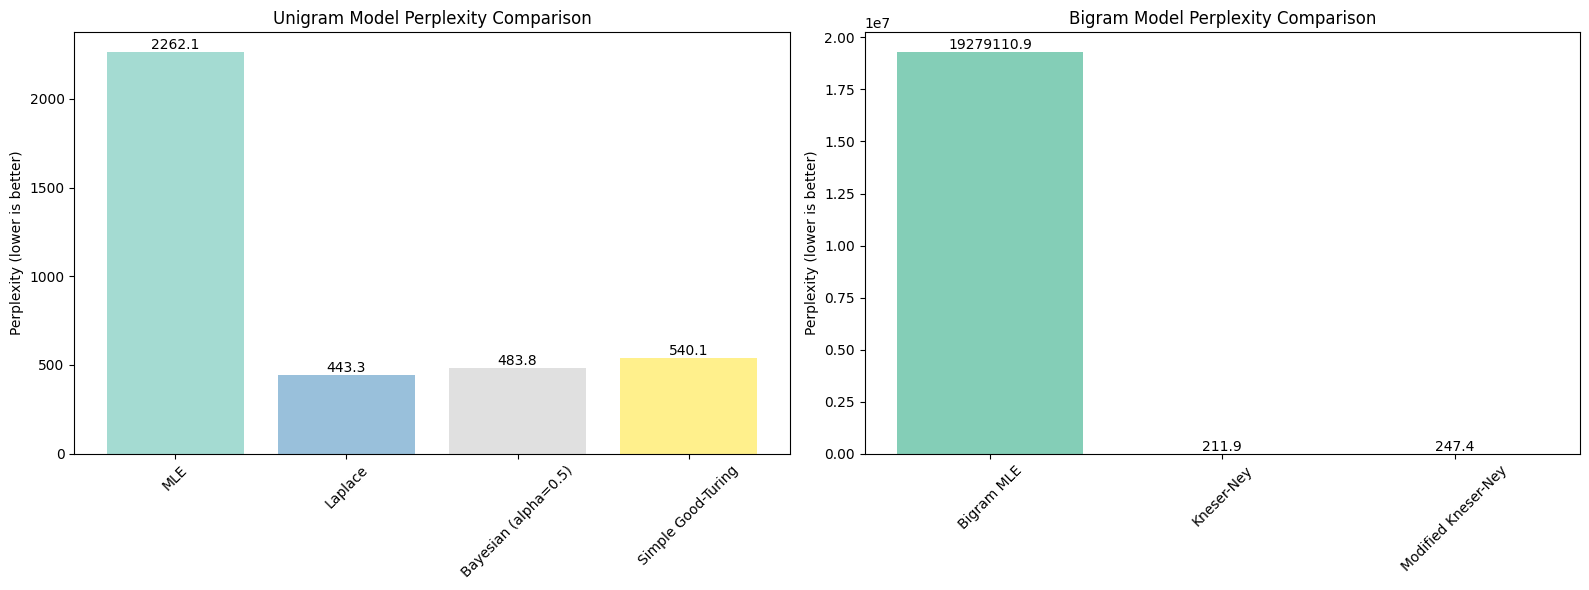 Unigram Model Perplexity Comparison
Perplexity (lower is better)
2000
1500
1000
500
0
2262.1
443.3
483.8
540.1
MLE
Laplace
Bayesian (alpha=0.5)
Simple Good-Turing
Bigram Model Perplexity Comparison
1e7
Perplexity (lower is better)
2.00
1.75
1.50
1.25
1.00
0.75
0.50
0.25
0.00
19279110.9
211.9
247.4
Bigram MLE
Kneser-Ney
Modified Kneser-Ney